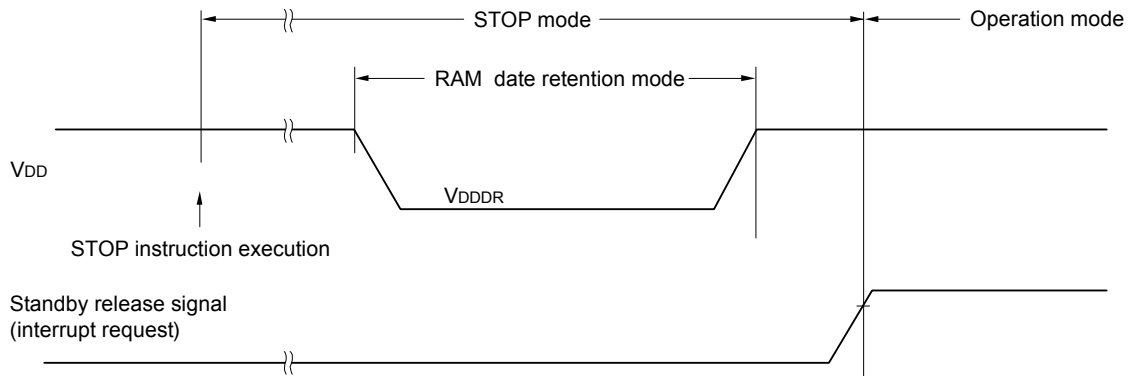 STOP mode
Operation mode
RAM date retention mode
VDD
VDDDR
STOP instruction execution
Standby release signal
(interrupt request)